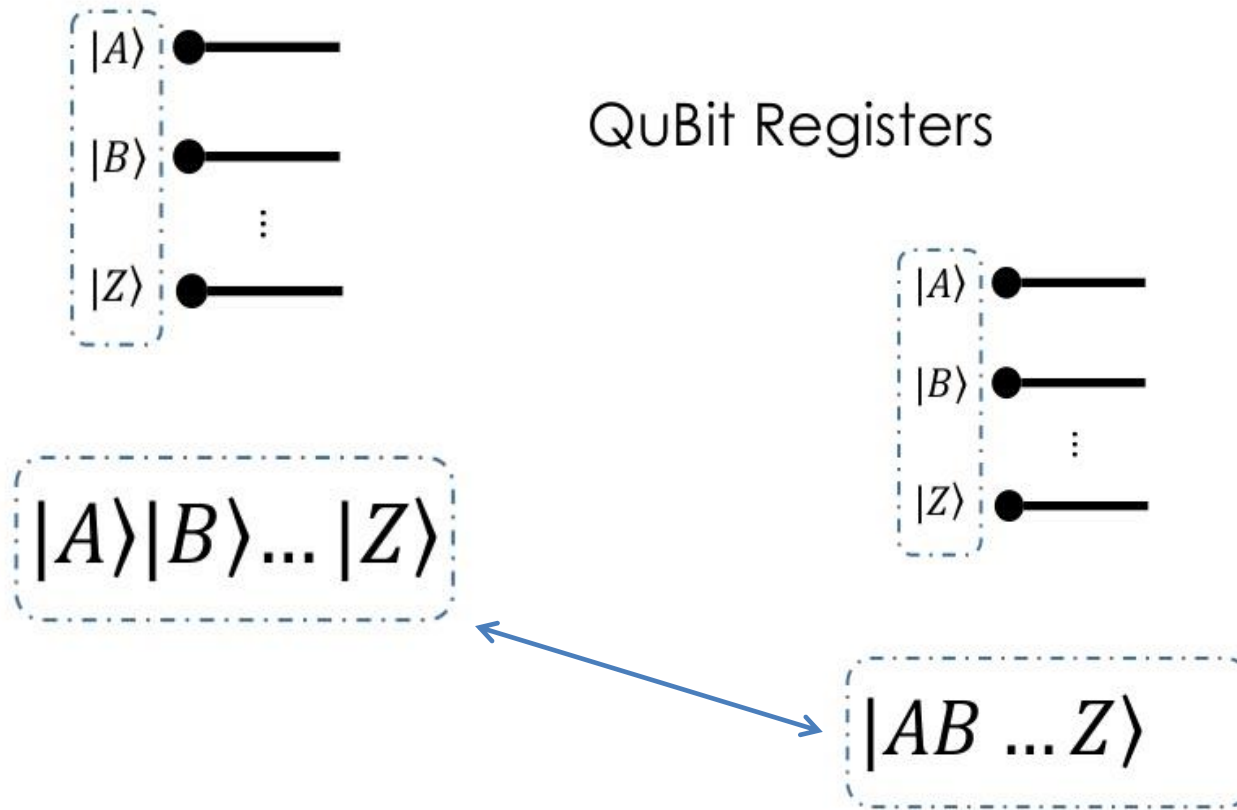 |A⟩
|B⟩
⋮
|Z⟩
QuBit Registers
|A⟩
|B⟩
⋮
|Z⟩
|A⟩|B⟩... |Z⟩
|AB ... Z⟩